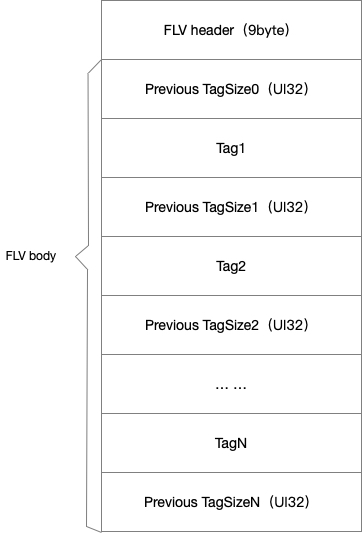 FLV header（9byte）
Previous TagSize0（UI32）
Tag1
Previous TagSize1（UI32）
FLV body
Tag2
Previous TagSize2（UI32）
... ...
TagN
Previous TagSizeN（UI32）